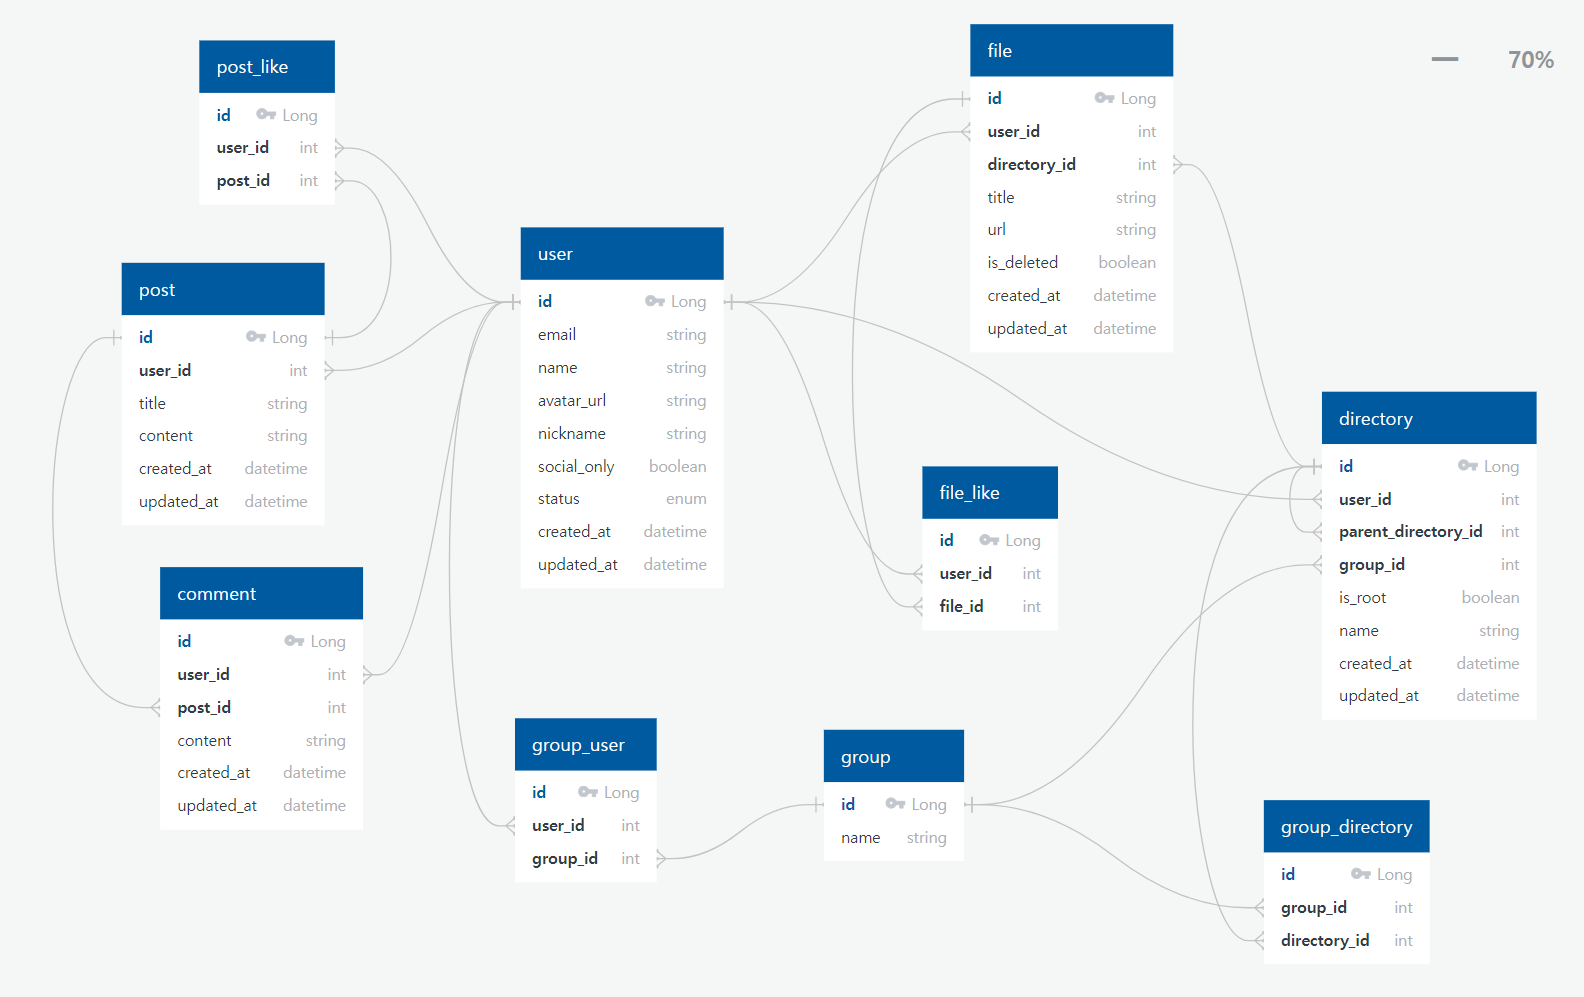 70%
post_like
id Long
user_id int
post_id int
post
id Long
user_id int
title string
content string
created_at datetime
updated_at datetime
comment
id Long
user_id int
post_id int
content string
created_at datetime
updated_at datetime
user
id Long
email string
name string
avatar_url string
nickname string
social_only boolean
status enum
created_at datetime
updated_at datetime
group_user
id Long
user_id int
group_id int
group
id Long
name string
file
id Long
user_id int
directory_id int
title string
url string
is_deleted boolean
created_at datetime
updated_at datetime
file_like
id Long
user_id int
file_id int
directory
id Long
user_id int
parent_directory_id int
group_id int
is_root boolean
name string
created_at datetime
updated_at datetime
group_directory
id Long
group_id int
directory_id int